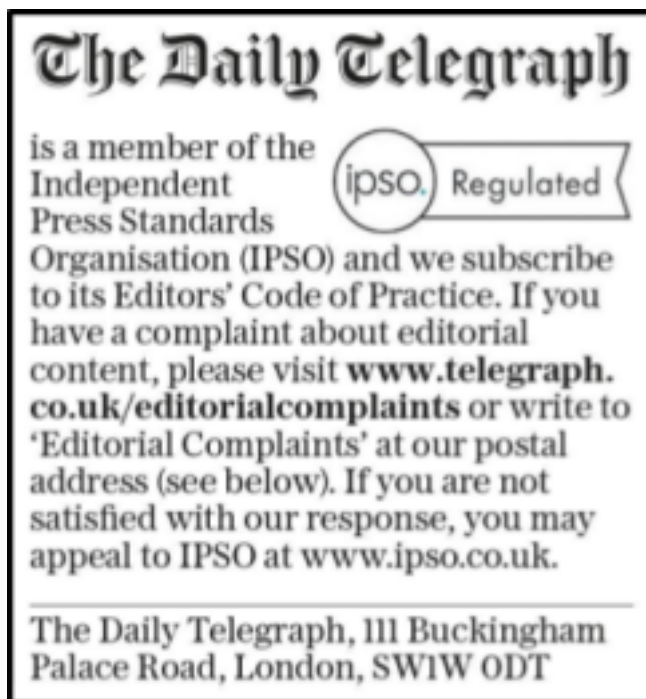 The Daily Telegraph
is a member of the
Independent
Press Standards
ipso. Regulated
Organisation (IPSO) and we subscribe
to its Editors’ Code of Practice. If you
have a complaint about editorial
content, please visit www.telegraph.
co.uk/editorialcomplaints or write to
‘Editorial Complaints’ at our postal
address (see below). If you are not
satisfied with our response, you may
appeal to IPSO at www.ipso.co.uk.
The Daily Telegraph, 111 Buckingham
Palace Road, London, SW1W 0DT